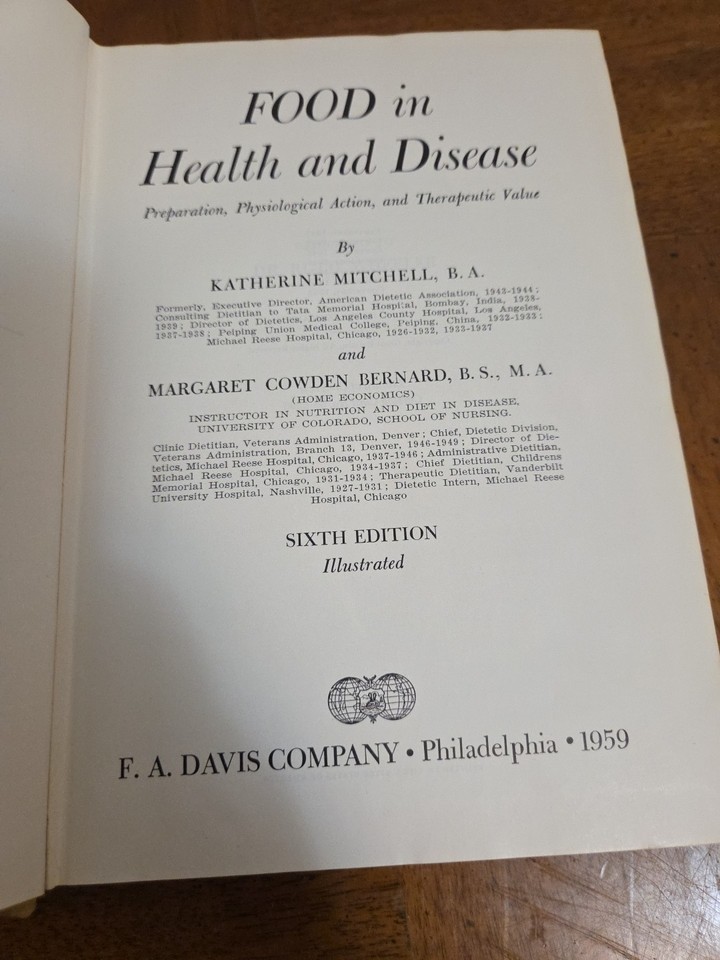 FOOD in
Health and Disease
Preparation, Physiological Action, and Therapeutic Value
By
KATHERINE MITCHELL, B. A.
Formerly, Executive Director, American Dietetic Association, 1943-1944;
Consulting Dietitian to Tata Memorial Hospital, Bombay, India, 1938-
1939; Director of Dietetics, Los Angeles County Hospital, Los Angeles,
1937-1938; Peiping Union Medical College, Peiping, China, 1932-1933;
Michael Reese Hospital, Chicago, 1926-1932, 1933-1937
and
MARGARET COWDEN BERNARD, B. S., M. A.
(HOME ECONOMICS)
INSTRUCTOR IN NUTRITION AND DIET IN DISEASE,
UNIVERSITY OF COLORADO, SCHOOL OF NURSING.
Clinic Dietitian, Veterans Administration, Denver; Chief, Dietetic Division,
Veterans Administration, Branch 13, Denver, 1946-1949; Director of Die-
tetics, Michael Reese Hospital, Chicago, 1937-1946; Administrative Dietitian,
Michael Reese Hospital, Chicago, 1934-1937; Chief Dietitian, Childrens
Memorial Hospital, Chicago, 1931-1934; Therapeutic Dietitian, Vanderbilt
University Hospital, Nashville, 1927-1931; Dietetic Intern, Michael Reese
Hospital, Chicago
SIXTH EDITION
Illustrated
F. A. DAVIS COMPANY • Philadelphia • 1959